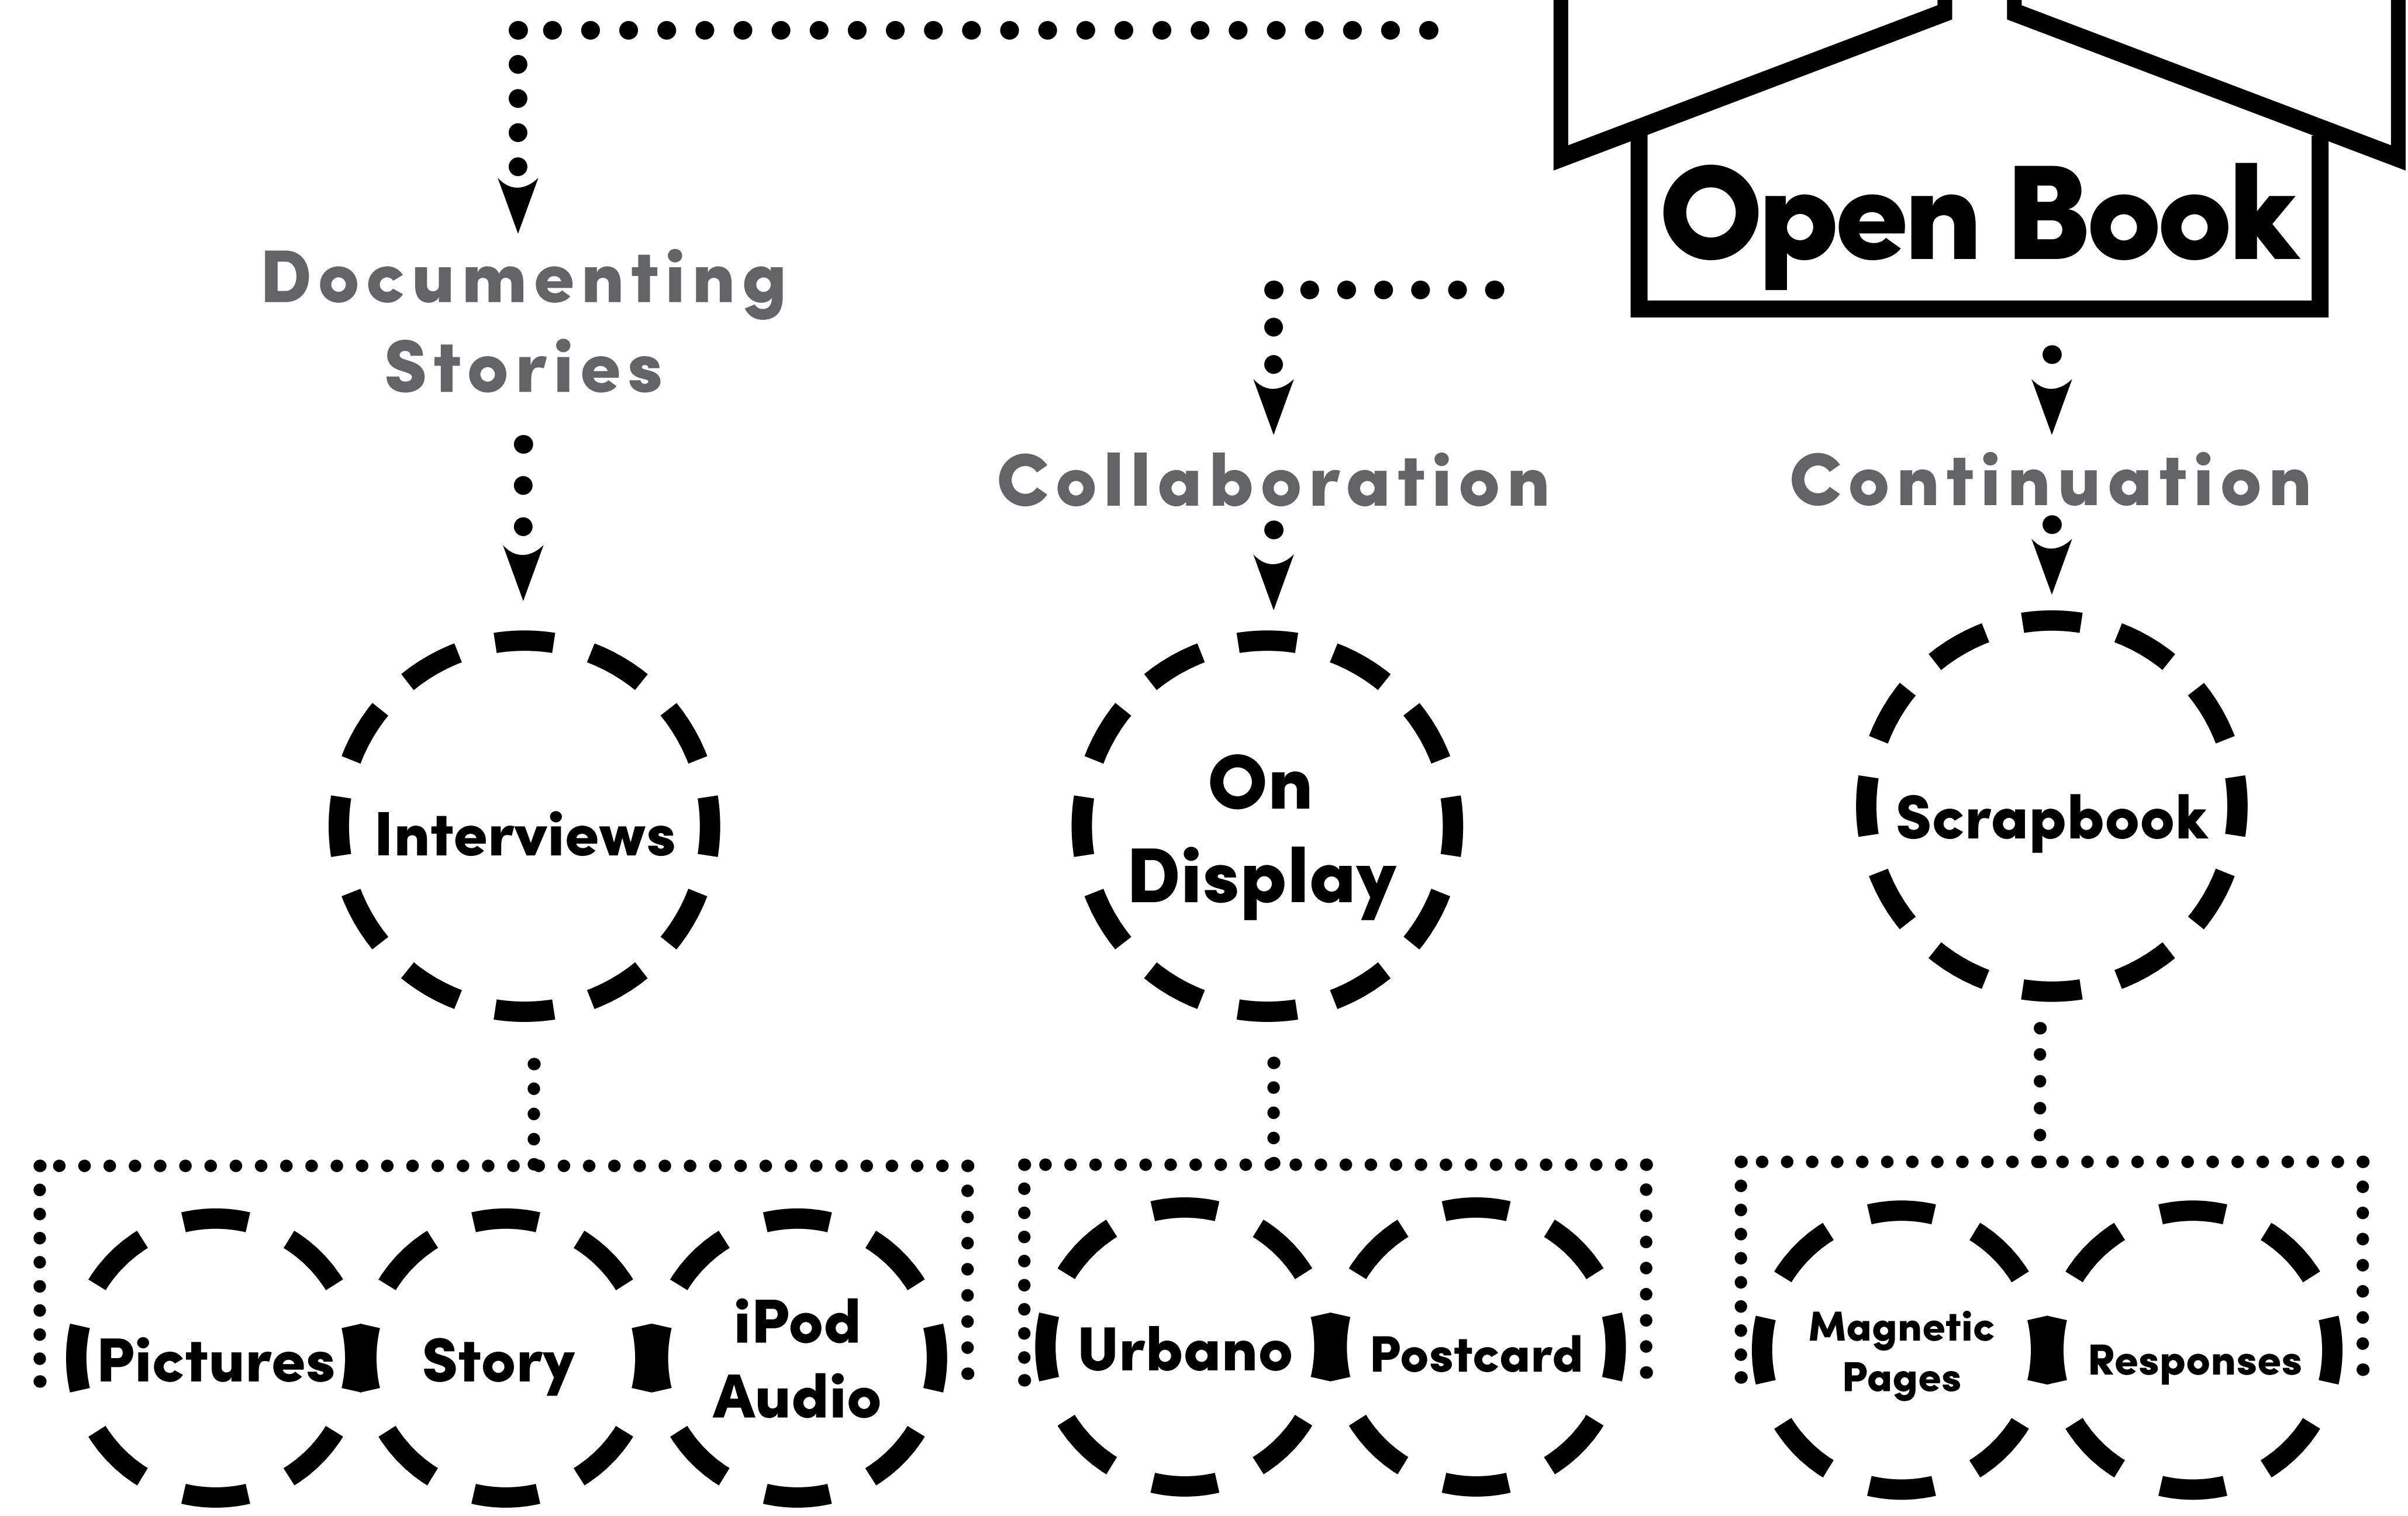 Open Book
Documenting
Stories
Collaboration
Continuation
Interviews
On
Display
Scrapbook
Pictures
Story
iPod
Audio
Urbano
Postcard
Magnetic
Pages
Responses